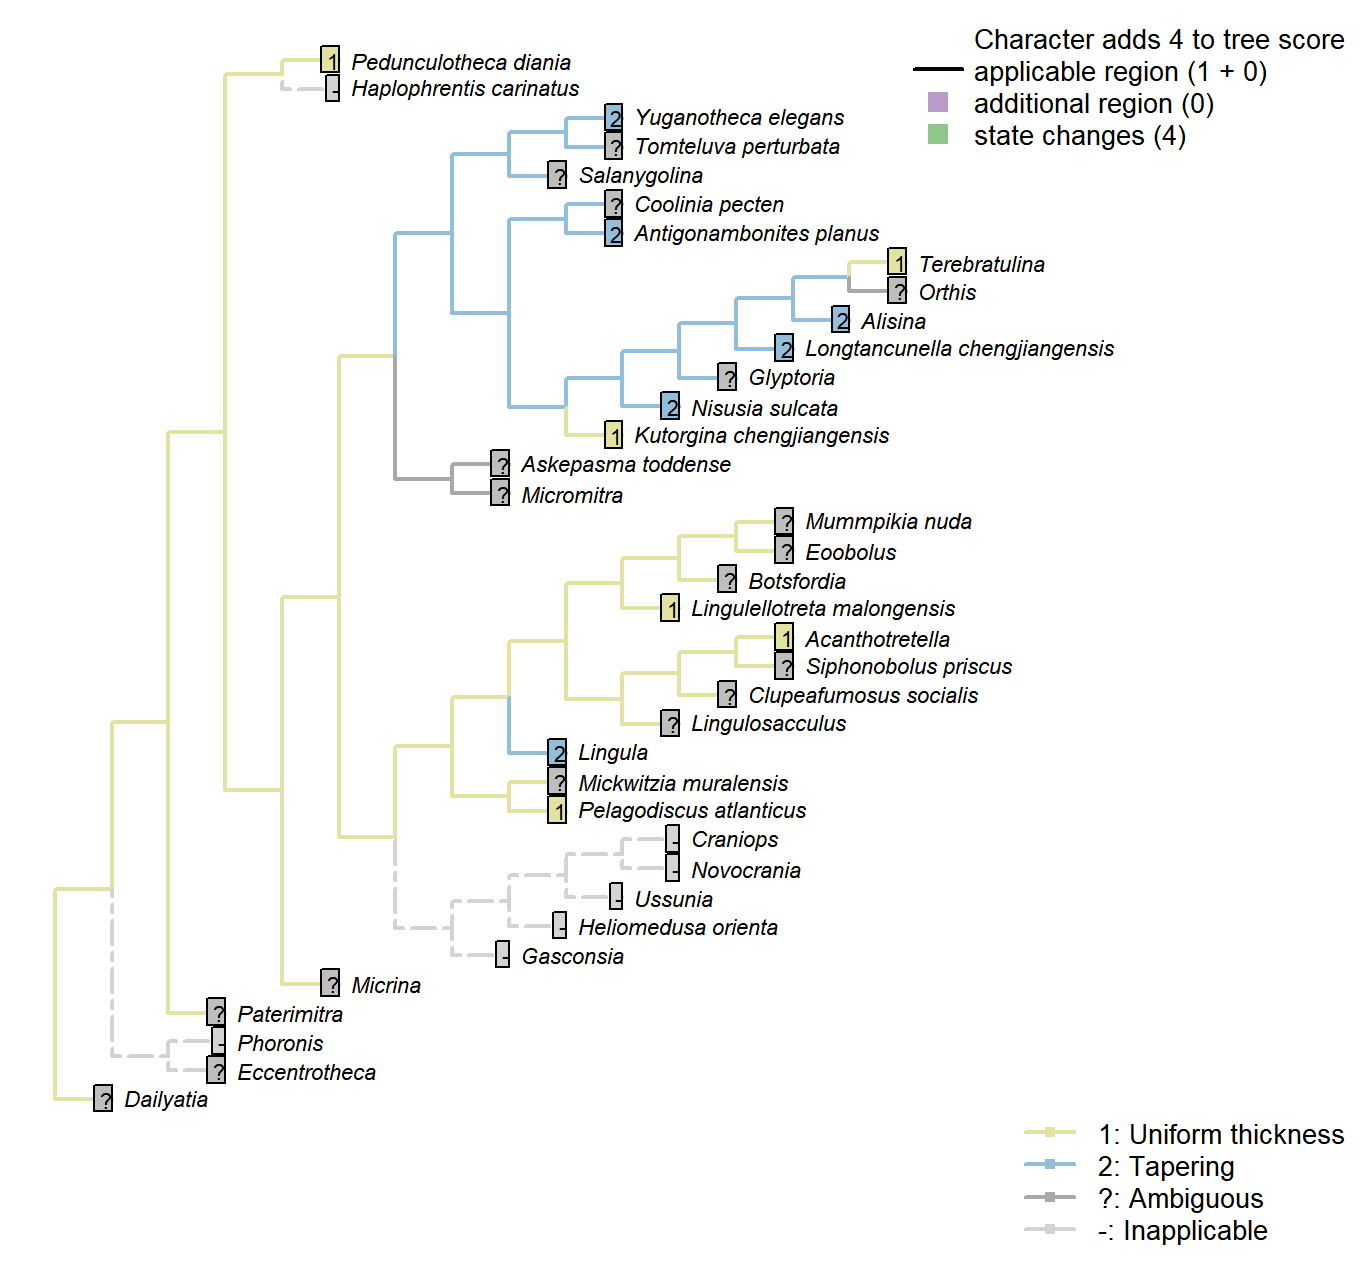 Character adds 4 to tree score
applicable region (1 + 0)
additional region (0)
state changes (4)
1 Pedunculotheca diania
- Haplophrentis carinatus
2 Yuganotheca elegans
? Tomteluva perturbata
? Salanygolina
? Coolinia pecten
2 Antigonambonites planus
1 Terebratulina
? Orthis
2 Alisina
2 Longtancunella chengjiangensis
? Glyptoria
2 Nisusia sulcata
1 Kutorgina chengjiangensis
? Askepasma toddense
? Micromitra
? Mummpikia nuda
? Eoobolus
? Botsfordia
1 Lingulellotreta malongensis
1 Acanthotretella
? Siphonobolus priscus
? Clupeafumosus socialis
? Lingulosacculus
2 Lingula
? Mickwitzia muralensis
1 Pelagodiscus atlanticus
- Craniops
- Novocrania
- Ussunia
- Heliomedusa orienta
- Gasconsia
? Micrina
? Paterimitra
- Phoronis
? Eccentrotheca
? Dailyatia
1: Uniform thickness
2: Tapering
?: Ambiguous
-: Inapplicable